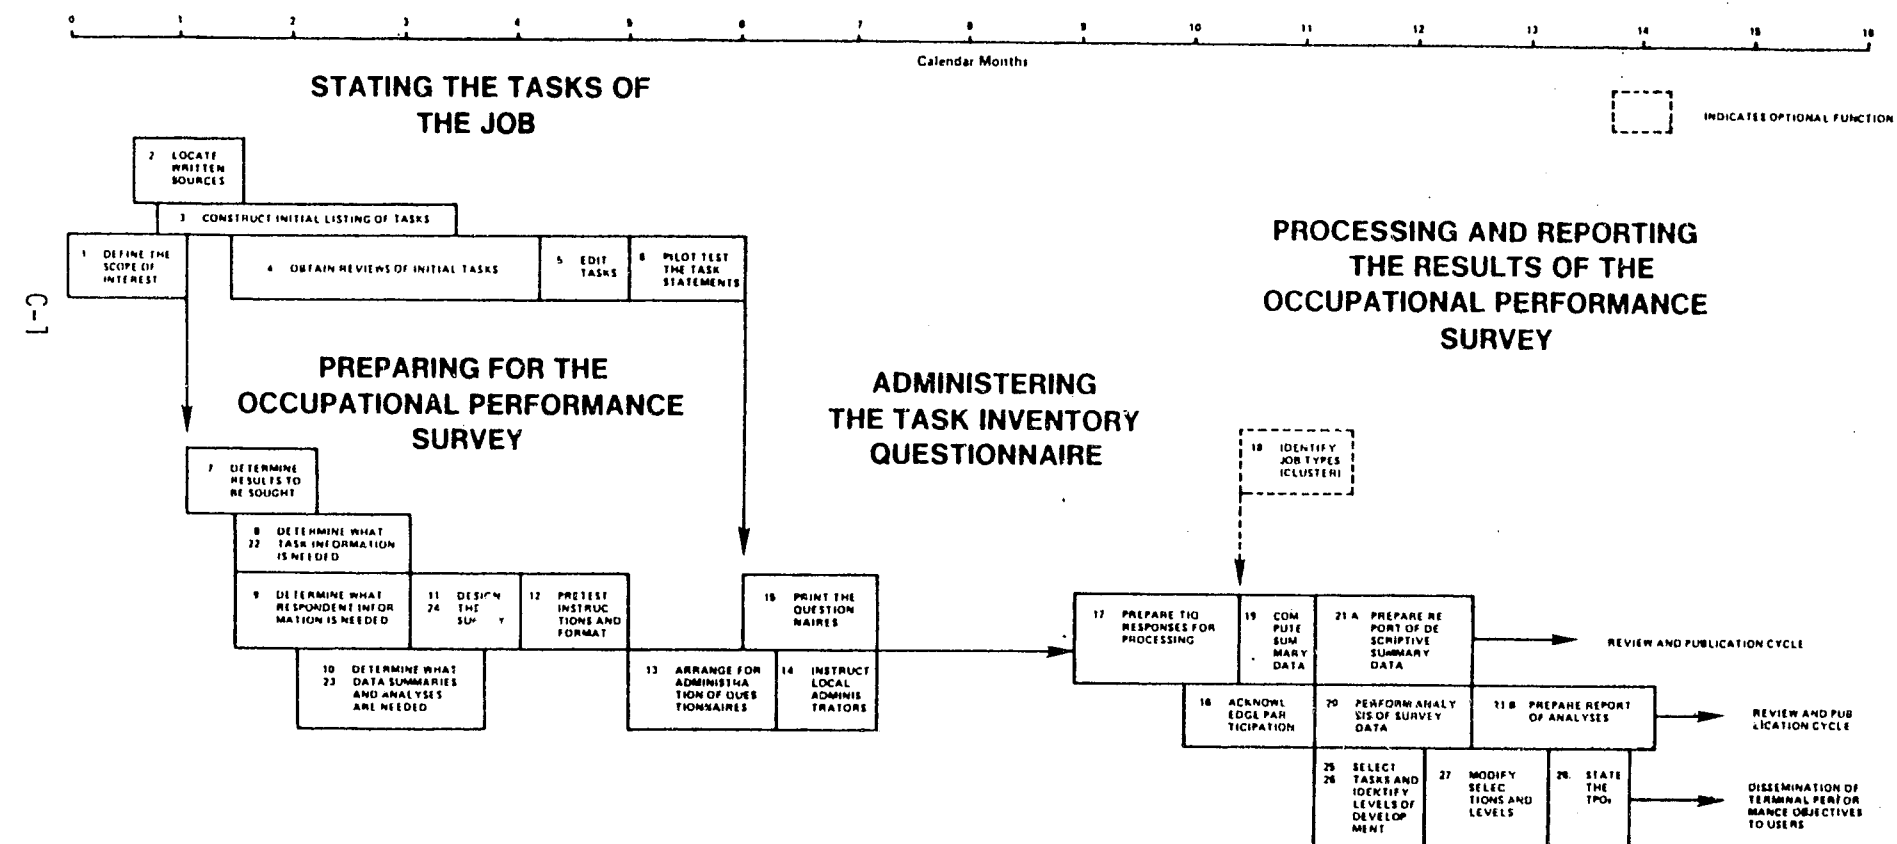 0 1 2 3 4 5 6 7 8 9 10 11 12 13 14 15 16
Calendar Months
STATING THE TASKS OF
THE JOB
INDICATES OPTIONAL FUNCTION
2 LOCATE
WRITTEN
SOURCES
3 CONSTRUCT INITIAL LISTING OF TASKS
1 DEFINE THE
SCOPE OF
INTEREST
4 OBTAIN REVIEWS OF INITIAL TASKS
5 EDIT
TASKS
6 PILOT TEST
THE TASK
STATEMENTS
C-1
PREPARING FOR THE
OCCUPATIONAL PERFORMANCE
SURVEY
ADMINISTERING
THE TASK INVENTORY
QUESTIONNAIRE
PROCESSING AND REPORTING
THE RESULTS OF THE
OCCUPATIONAL PERFORMANCE
SURVEY
7 DETERMINE
RESULTS TO
BE SOUGHT
8 DETERMINE WHAT
22 TASK INFORMATION
IS NEEDED
9 DETERMINE WHAT
RESPONDENT INFOR
MATION IS NEEDED
11 DESIGN
24 THE
12 PRETEST
INSTRUC
TIONS AND
FORMAT
10 DETERMINE WHAT
23 DATA SUMMARIES
AND ANALYSES
ARE NEEDED
13 ARRANGE FOR
ADMINISTRA
TION OF QUES
TIONNAIRES
15 PRINT THE
QUESTION
NAIRES
14 INSTRUCT
LOCAL
ADMINIS
TRATORS
18 IDENTIFY
JOB TYPES
(CLUSTER)
17 PREPARE TIQ
RESPONSES FOR
PROCESSING
19 COM
PUTE
SUM
MARY
DATA
21 A PREPARE RE
PORT OF DE
SCRIPTIVE
SUMMARY
DATA
REVIEW AND PUBLICATION CYCLE
16 ACKNOWL
EDGE PAR
TICIPATION
20 PERFORM ANALY
SIS OF SURVEY
DATA
21 B PREPARE REPORT
OF ANALYSES
REVIEW AND PUB
LICATION CYCLE
25 SELECT
26 TASKS AND
IDENTIFY
LEVELS OF
DEVELOP
MENT
27 MODIFY
SELEC
TIONS AND
LEVELS
28. STATE
THE
TPOs
DISSEMINATION OF
TERMINAL PERFOR
MANCE OBJECTIVES
TO USERS